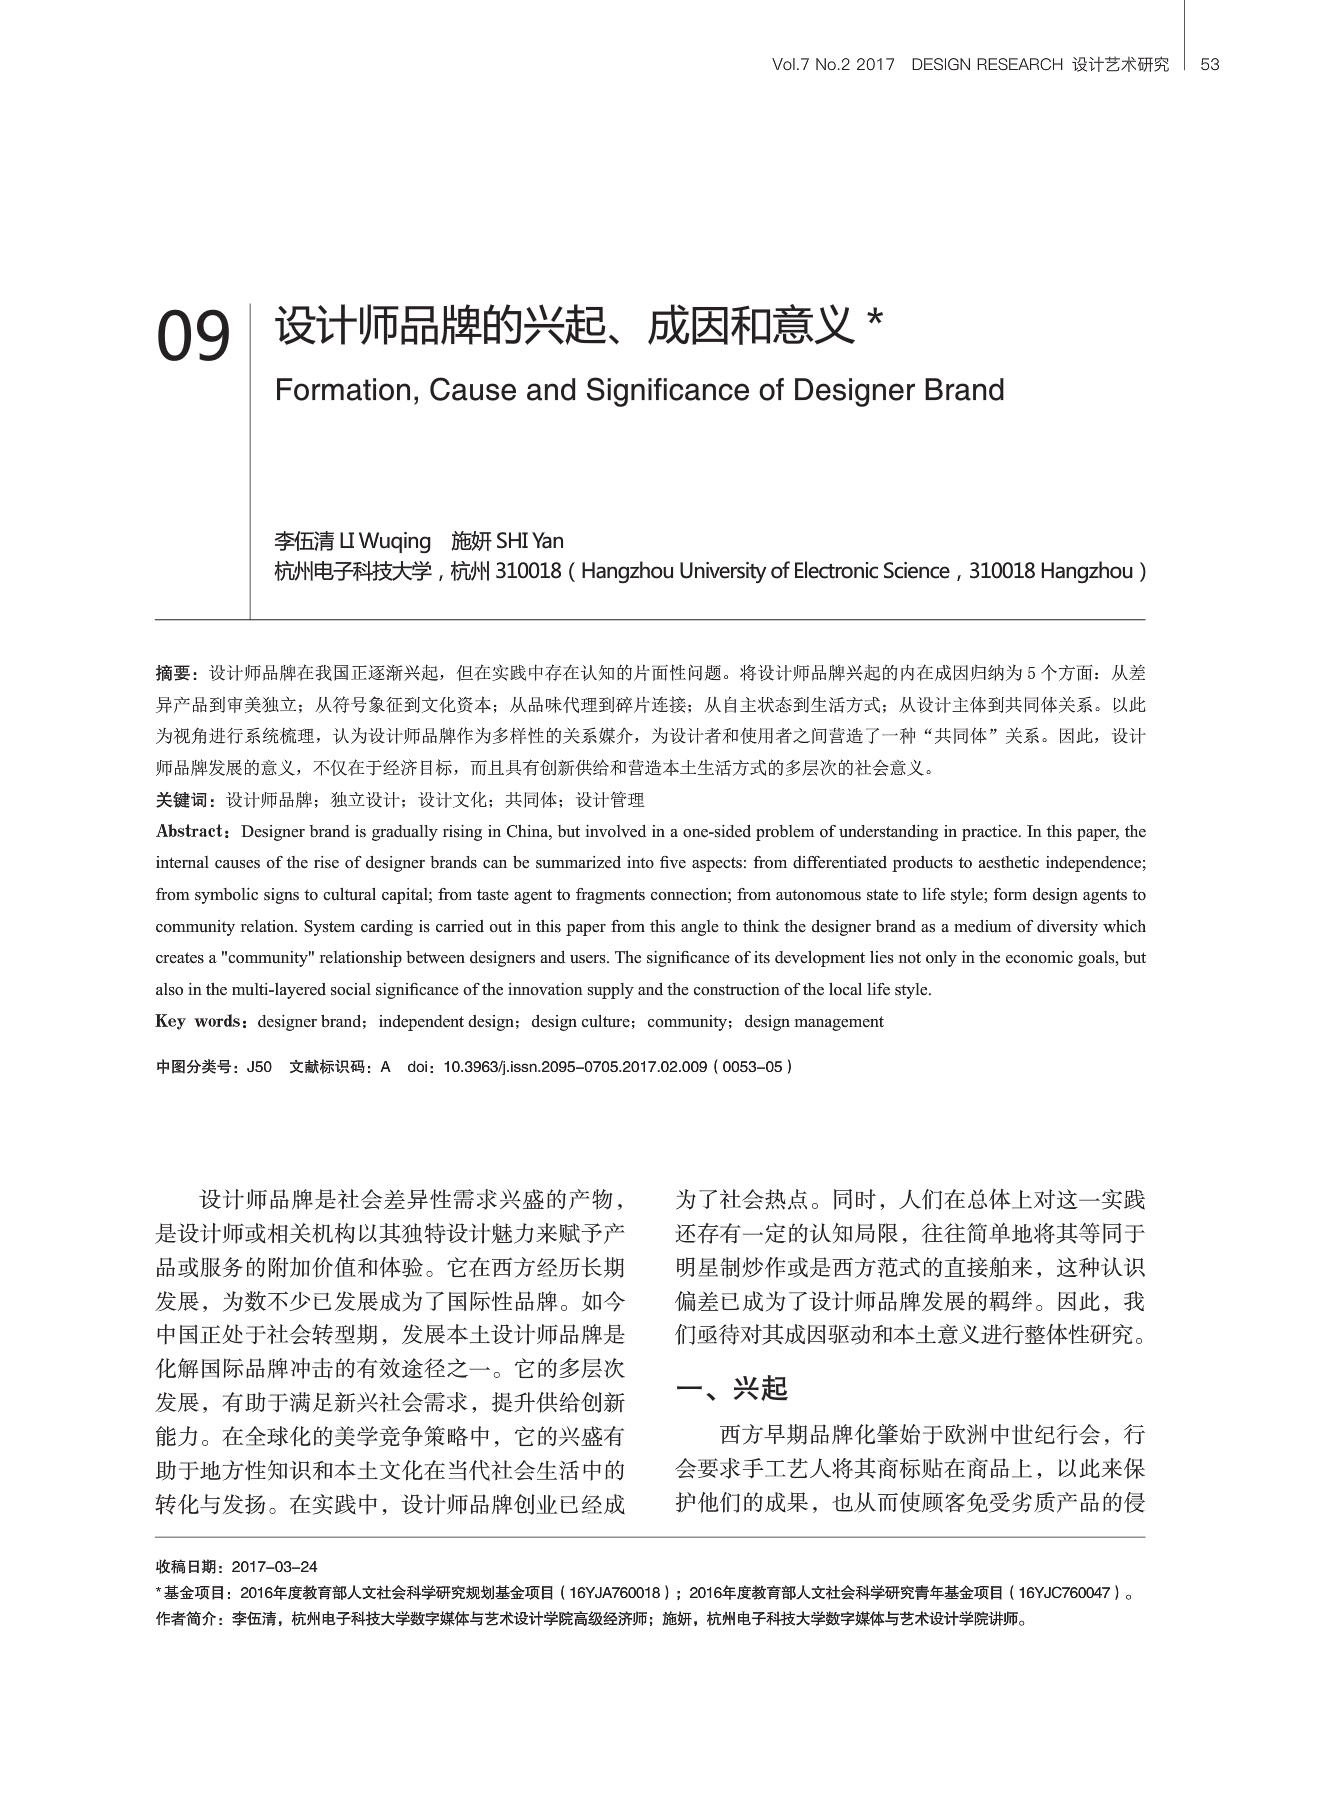 Vol.7 No.2 2017 DESIGN RESEARCH 设计艺术研究 53
09
设计师品牌的兴起、成因和意义 *
Formation, Cause and Significance of Designer Brand
李伍清 LI Wuqing 施妍 SHI Yan
杭州电子科技大学，杭州 310018（Hangzhou University of Electronic Science，310018 Hangzhou）
摘要：设计师品牌在我国正逐渐兴起，但在实践中存在认知的片面性问题。将设计师品牌兴起的内在成因归纳为 5 个方面：从差
异产品到审美独立；从符号象征到文化资本；从品味代理到碎片连接；从自主状态到生活方式；从设计主体到共同体关系。以此
为视角进行系统梳理，认为设计师品牌作为多样性的关系媒介，为设计者和使用者之间营造了一种“共同体”关系。因此，设计
师品牌发展的意义，不仅在于经济目标，而且具有创新供给和营造本土生活方式的多层次的社会意义。
关键词：设计师品牌；独立设计；设计文化；共同体；设计管理
Abstract：Designer brand is gradually rising in China, but involved in a one-sided problem of understanding in practice. In this paper, the
internal causes of the rise of designer brands can be summarized into five aspects: from differentiated products to aesthetic independence;
from symbolic signs to cultural capital; from taste agent to fragments connection; from autonomous state to life style; form design agents to
community relation. System carding is carried out in this paper from this angle to think the designer brand as a medium of diversity which
creates a "community" relationship between designers and users. The significance of its development lies not only in the economic goals, but
also in the multi-layered social significance of the innovation supply and the construction of the local life style.
Key words：designer brand；independent design；design culture；community；design management
中图分类号：J50 文献标识码：A doi：10.3963/j.issn.2095-0705.2017.02.009（0053-05）
设计师品牌是社会差异性需求兴盛的产物，
是设计师或相关机构以其独特设计魅力来赋予产
品或服务的附加价值和体验。它在西方经历长期
发展，为数不少已发展成为了国际性品牌。如今
中国正处于社会转型期，发展本土设计师品牌是
化解国际品牌冲击的有效途径之一。它的多层次
发展，有助于满足新兴社会需求，提升供给创新
能力。在全球化的美学竞争策略中，它的兴盛有
助于地方性知识和本土文化在当代社会生活中的
转化与发扬。在实践中，设计师品牌创业已经成
为了社会热点。同时，人们在总体上对这一实践
还存有一定的认知局限，往往简单地将其等同于
明星制炒作或是西方范式的直接舶来，这种认识
偏差已成为了设计师品牌发展的羁绊。因此，我
们亟待对其成因驱动和本土意义进行整体性研究。
一、兴起
西方早期品牌化肇始于欧洲中世纪行会，行
会要求手工艺人将其商标贴在商品上，以此来保
护他们的成果，也从而使顾客免受劣质产品的侵
收稿日期：2017-03-24
* 基金项目：2016年度教育部人文社会科学研究规划基金项目（16YJA760018）；2016年度教育部人文社会科学研究青年基金项目（16YJC760047）。
作者简介：李伍清，杭州电子科技大学数字媒体与艺术设计学院高级经济师；施妍，杭州电子科技大学数字媒体与艺术设计学院讲师。